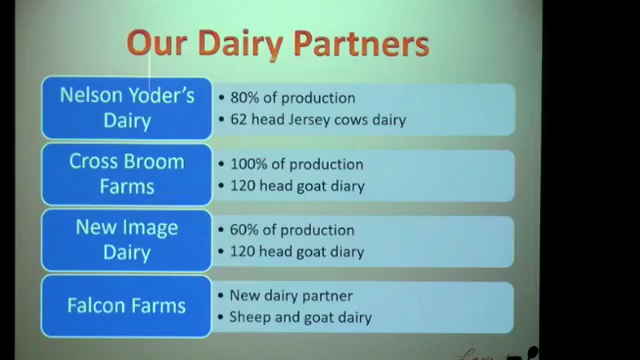 Our Dairy Partners
Nelson Yoder's
Dairy
• 80% of production
• 62 head Jersey cows dairy
Cross Broom
Farms
• 100% of production
• 120 head goat diary
New Image
Dairy
• 60% of production
• 120 head goat diary
Falcon Farms
• New dairy partner
• Sheep and goat dairy